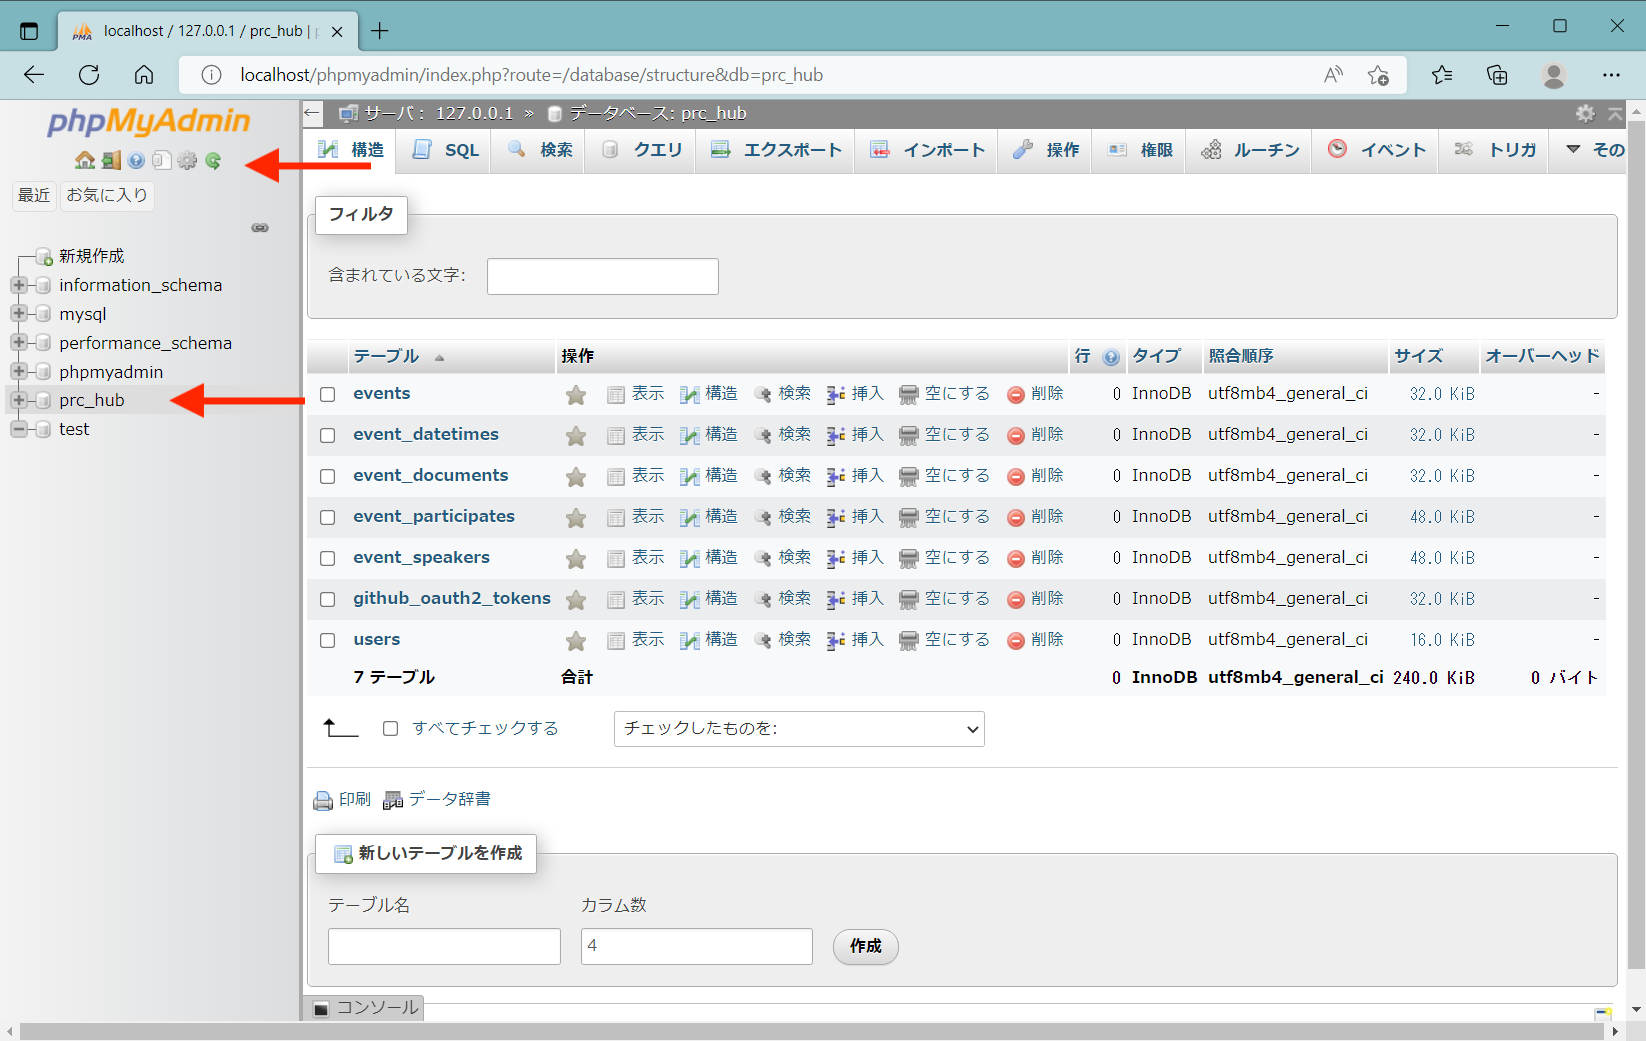 localhost / 127.0.0.1 / prc_hub |
localhost/phpmyadmin/index.php?route=/database/structure&db=prc_hub
phpMyAdmin
最近 お気に入り
新規作成
information_schema
mysql
performance_schema
phpmyadmin
prc_hub
test
サーバ： 127.0.0.1 » データベース: prc_hub
構造 SQL 検索 クエリ エクスポート インポート 操作 権限 ルーチン イベント トリガ その
フィルタ
含まれている文字:
テーブル 操作 行 タイプ 照合順序 サイズ オーバーヘッド
events 表示 構造 検索 挿入 空にする 削除 0 InnoDB utf8mb4_general_ci 32.0 KiB -
event_datetimes 表示 構造 検索 挿入 空にする 削除 0 InnoDB utf8mb4_general_ci 32.0 KiB -
event_documents 表示 構造 検索 挿入 空にする 削除 0 InnoDB utf8mb4_general_ci 32.0 KiB -
event_participates 表示 構造 検索 挿入 空にする 削除 0 InnoDB utf8mb4_general_ci 48.0 KiB -
event_speakers 表示 構造 検索 挿入 空にする 削除 0 InnoDB utf8mb4_general_ci 48.0 KiB -
github_oauth2_tokens 表示 構造 検索 挿入 空にする 削除 0 InnoDB utf8mb4_general_ci 32.0 KiB -
users 表示 構造 検索 挿入 空にする 削除 0 InnoDB utf8mb4_general_ci 16.0 KiB -
7 テーブル 合計 0 InnoDB utf8mb4_general_ci 240.0 KiB 0 バイト
すべてチェックする チェックしたものを:
印刷 データ辞書
新しいテーブルを作成
テーブル名 カラム数
4 作成
コンソール